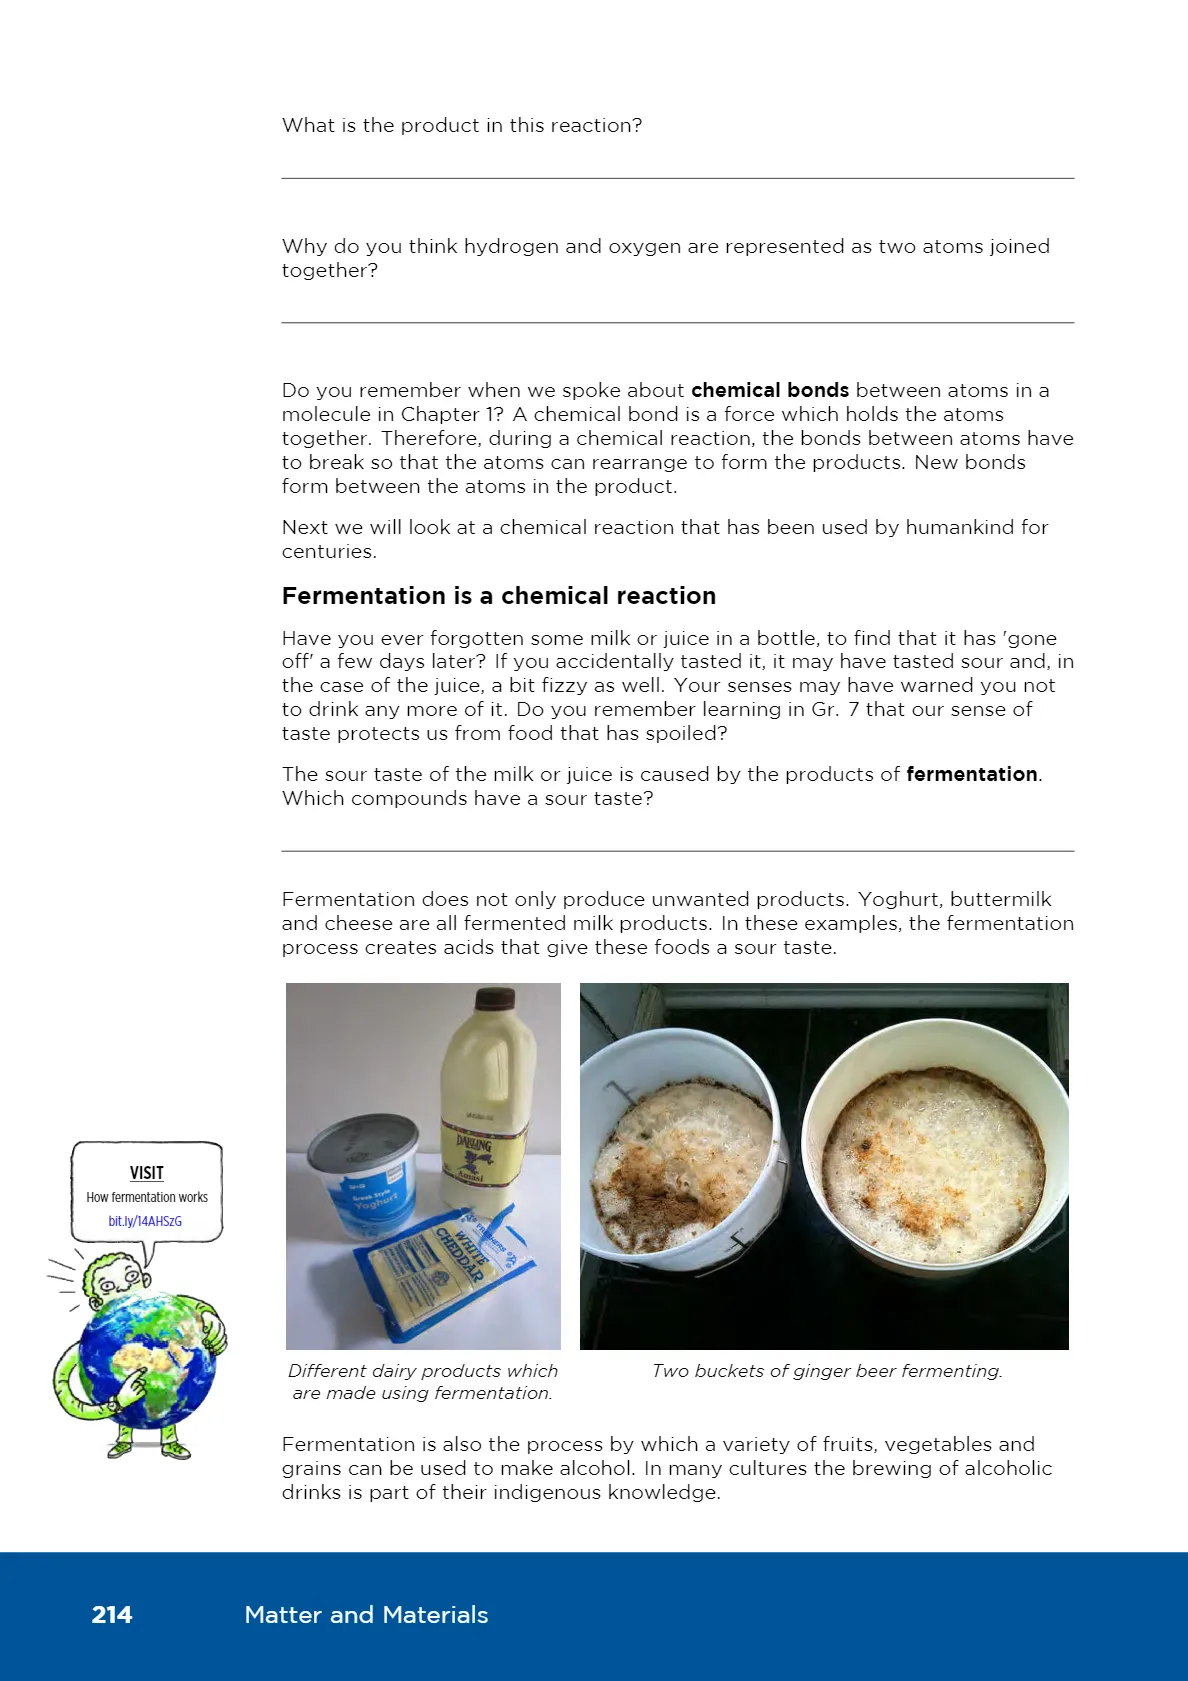 What is the product in this reaction?
Why do you think hydrogen and oxygen are represented as two atoms joined
together?
Do you remember when we spoke about chemical bonds between atoms in a
molecule in Chapter 1? A chemical bond is a force which holds the atoms
together. Therefore, during a chemical reaction, the bonds between atoms have
to break so that the atoms can rearrange to form the products. New bonds
form between the atoms in the product.
Next we will look at a chemical reaction that has been used by humankind for
centuries.
Fermentation is a chemical reaction
Have you ever forgotten some milk or juice in a bottle, to find that it has 'gone
off' a few days later? If you accidentally tasted it, it may have tasted sour and, in
the case of the juice, a bit fizzy as well. Your senses may have warned you not
to drink any more of it. Do you remember learning in Gr. 7 that our sense of
taste protects us from food that has spoiled?
The sour taste of the milk or juice is caused by the products of fermentation.
Which compounds have a sour taste?
Fermentation does not only produce unwanted products. Yoghurt, buttermilk
and cheese are all fermented milk products. In these examples, the fermentation
process creates acids that give these foods a sour taste.
DARLING
Amasi
Greek Style
Yoghurt
WHITE
CHEDDAR
VISIT
How fermentation works
bit.ly/14AHSzG
Different dairy products which
are made using fermentation.
Two buckets of ginger beer fermenting.
Fermentation is also the process by which a variety of fruits, vegetables and
grains can be used to make alcohol. In many cultures the brewing of alcoholic
drinks is part of their indigenous knowledge.
214 Matter and Materials